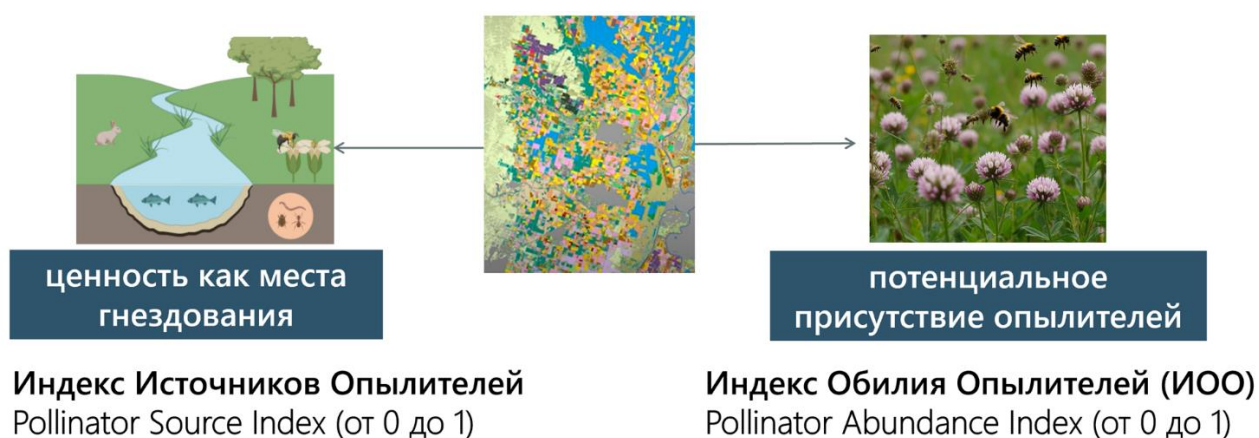 ценность как места
гнездования
потенциальное
присутствие опылителей
Индекс Источников Опылителей
Pollinator Source Index (от 0 до 1)
Индекс Обилия Опылителей (ИОО)
Pollinator Abundance Index (от 0 до 1)